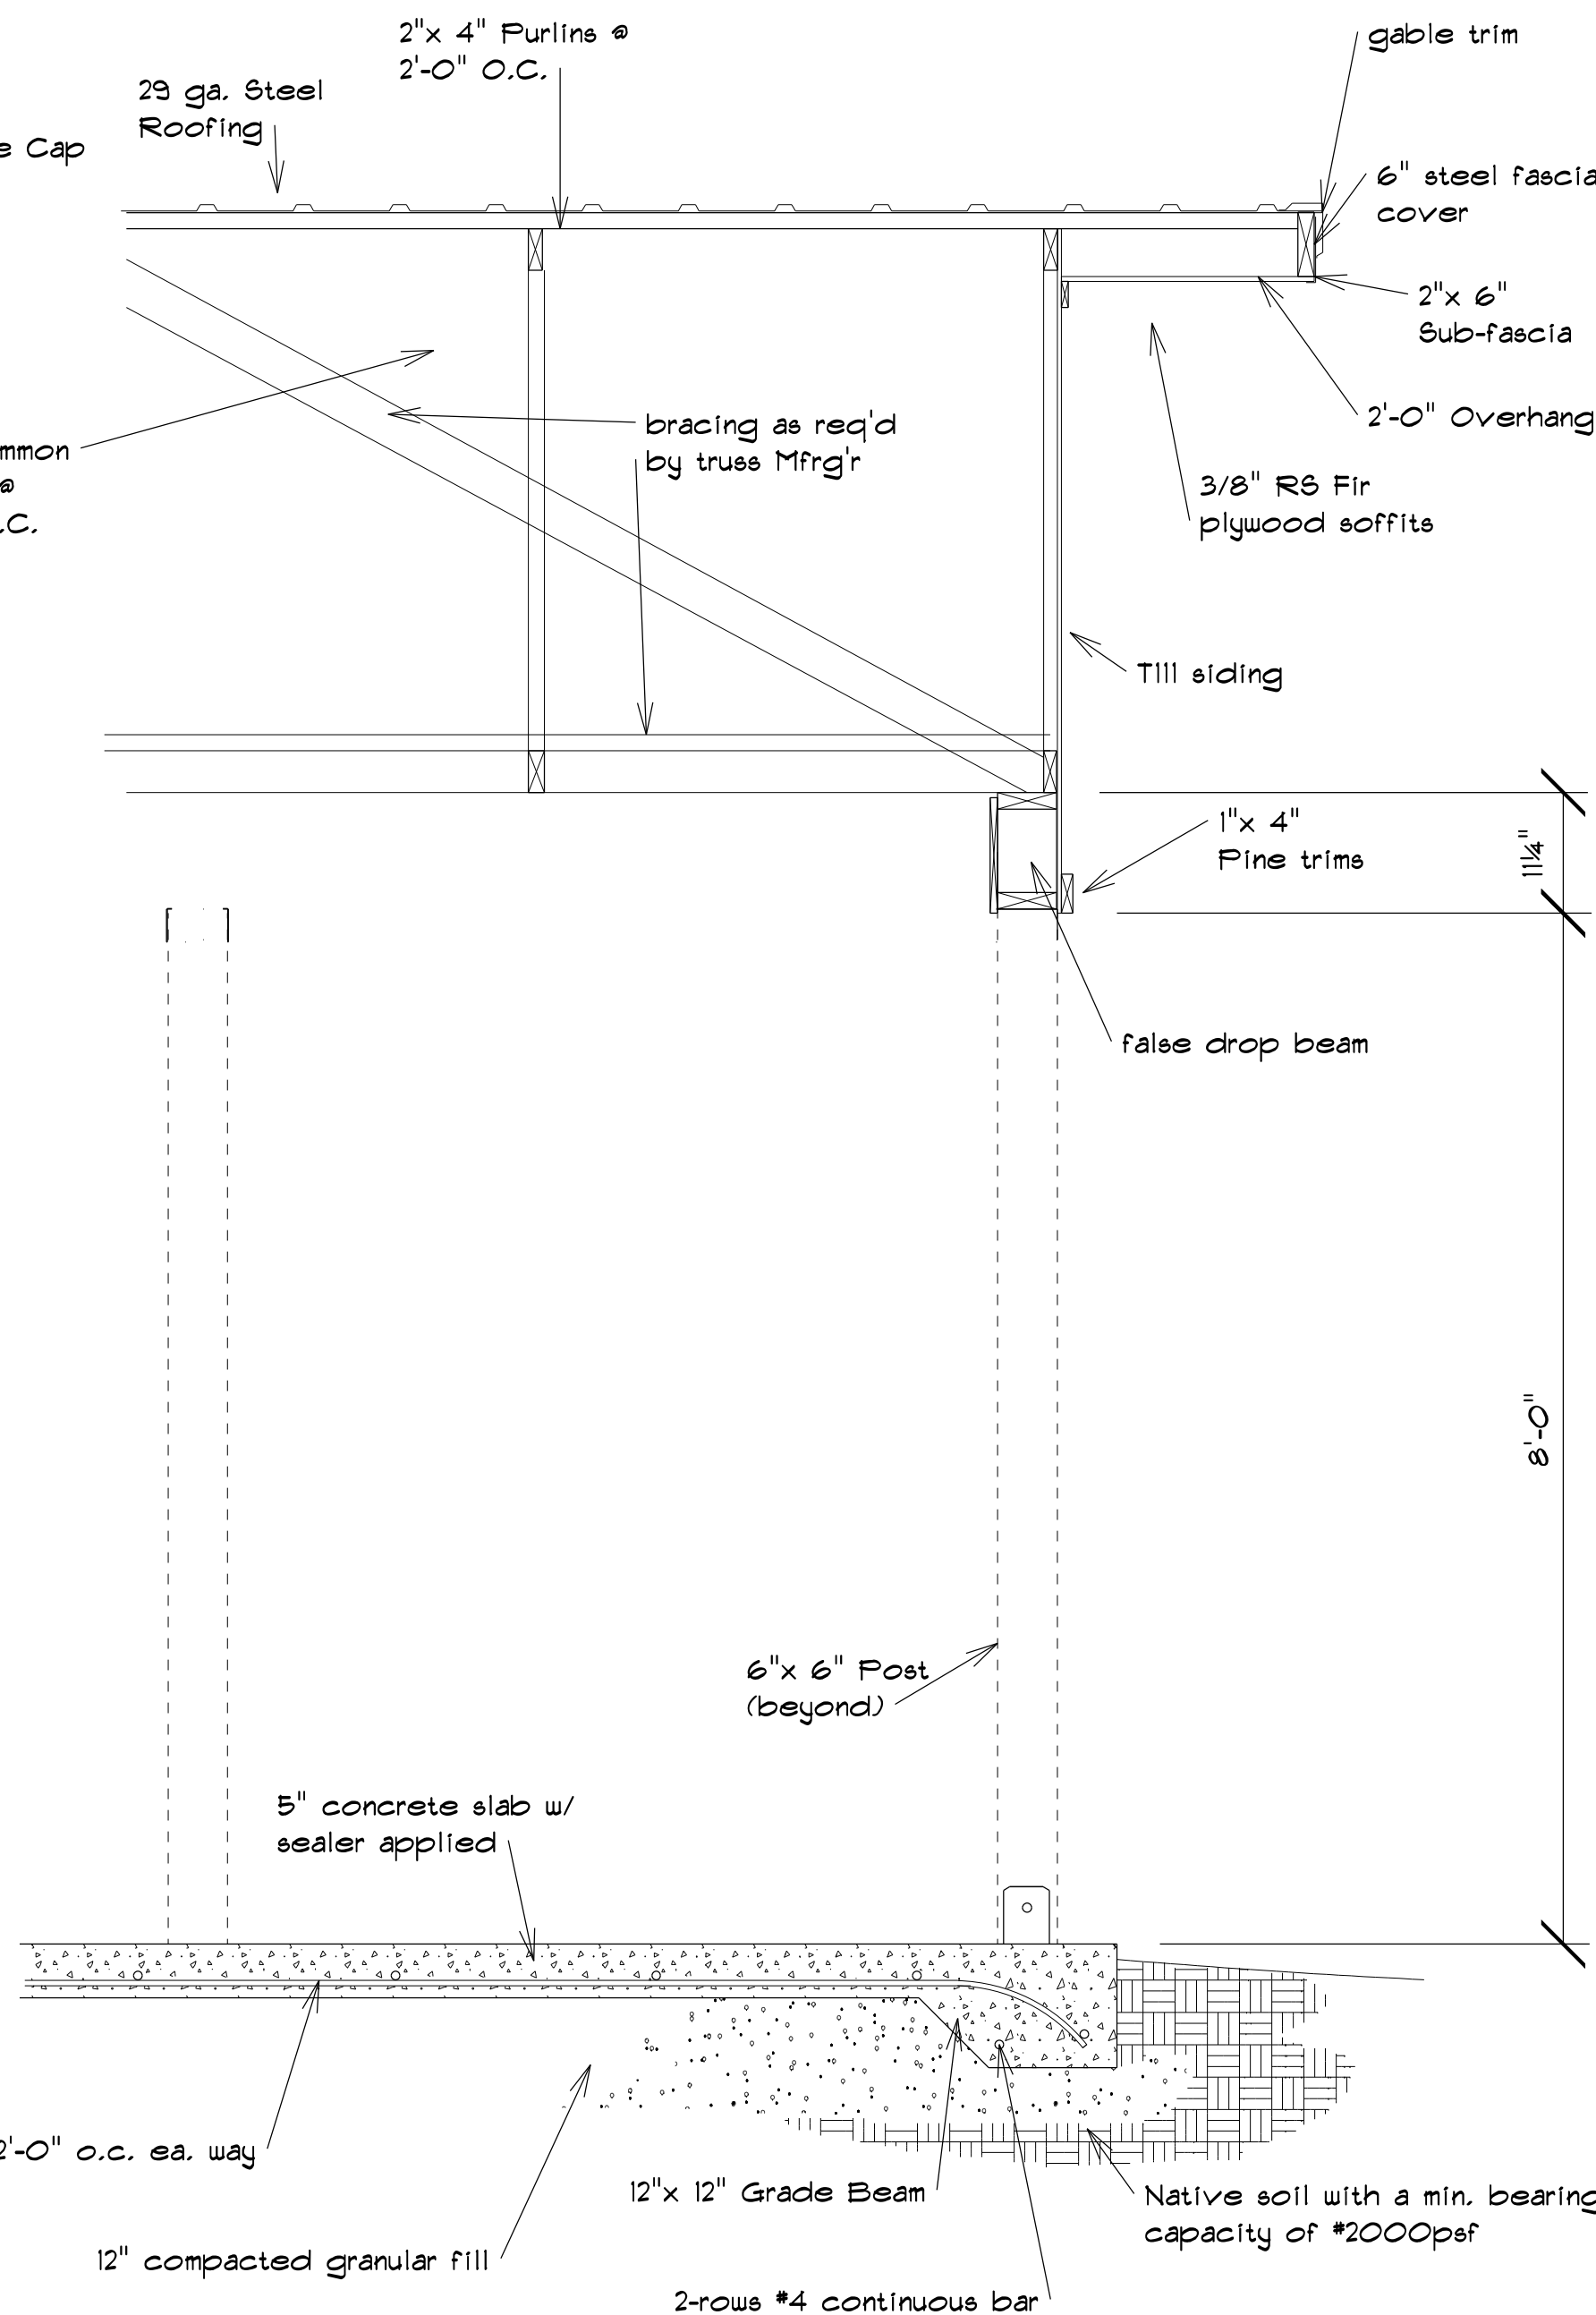 2"x 4" Purlins @
2'-0" O.C.
gable trim
29 ga. Steel
Roofing
e Cap
6" steel fascia
cover
2"x 6"
Sub-fascia
2'-0" Overhang
mmon
@
.C.
bracing as req'd
by truss Mfrg'r
3/8" RS Fir
plywood soffits
T111 siding
1"x 4"
Pine trims
11¼"
false drop beam
8'-0"
6"x 6" Post
(beyond)
5" concrete slab w/
sealer applied
2'-0" o.c. ea. way
12"x 12" Grade Beam
Native soil with a min. bearing
capacity of #2000psf
12" compacted granular fill
2-rows #4 continuous bar